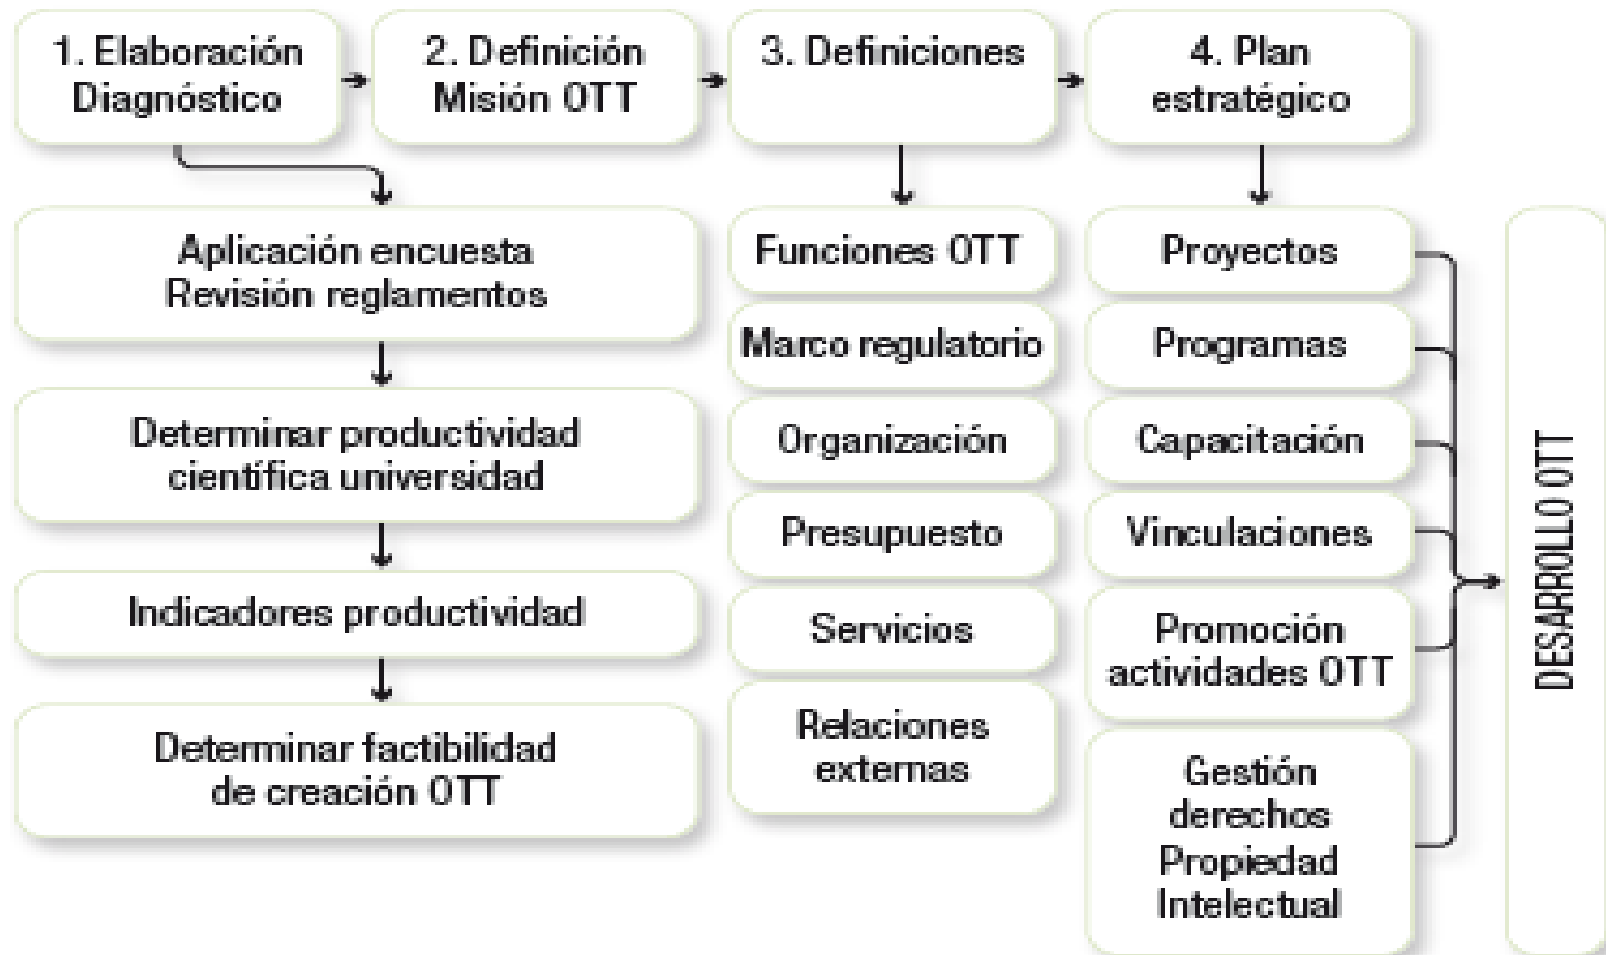 1. Elaboración
Diagnóstico
2. Definición
Misión OTT
3. Definiciones
4. Plan
estratégico
Aplicación encuesta
Revisión reglamentos
Determinar productividad
científica universidad
Indicadores productividad
Determinar factibilidad
de creación OTT
Funciones OTT
Marco regulatorio
Organización
Presupuesto
Servicios
Relaciones
externas
Proyectos
Programas
Capacitación
Vinculaciones
Promoción
actividades OTT
Gestión
derechos
Propiedad
Intelectual
DESARROLLO OTT